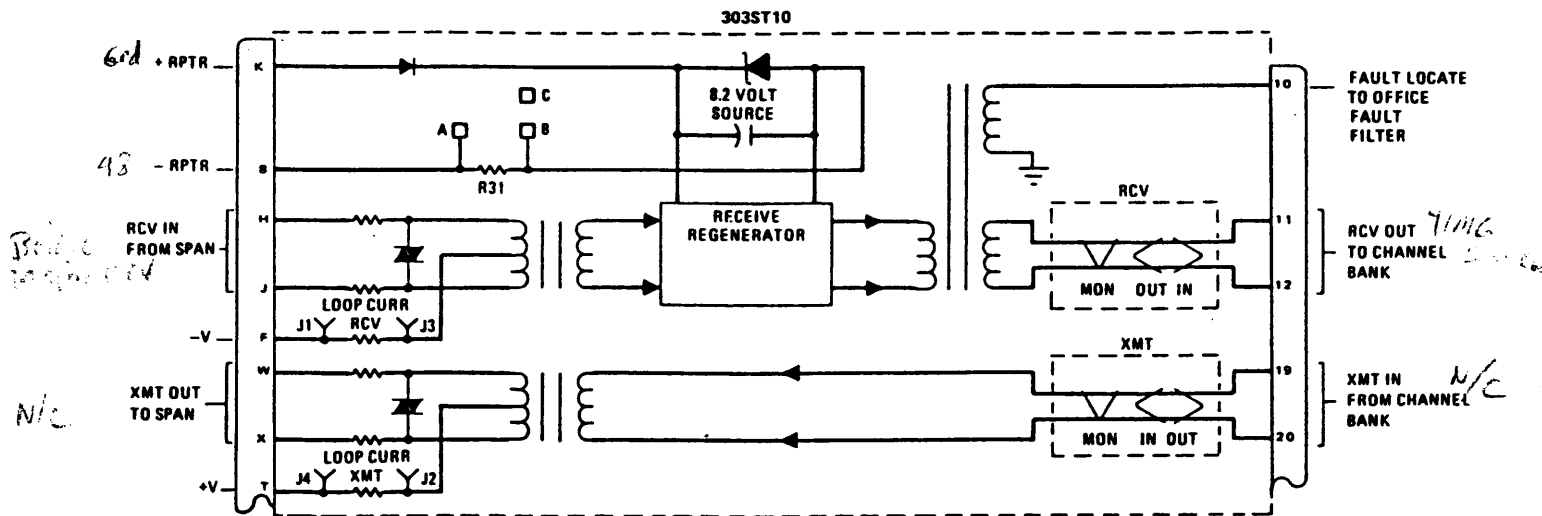 303ST10
Grd + RPTR K
C
A B
8.2 VOLT
SOURCE
10 FAULT LOCATE
TO OFFICE
FAULT
FILTER
48 - RPTR B
R31
RCV IN
FROM SPAN
H
J
RECEIVE
REGENERATOR
RCV
MON OUT IN
11
12
RCV OUT
TO CHANNEL
BANK
LOOP CURR
J1 RCV J3
-V F
XMT OUT
TO SPAN
N/C
W
X
XMT
MON IN OUT
19
20
XMT IN N/C
FROM CHANNEL
BANK
LOOP CURR
J4 XMT J2
+V T